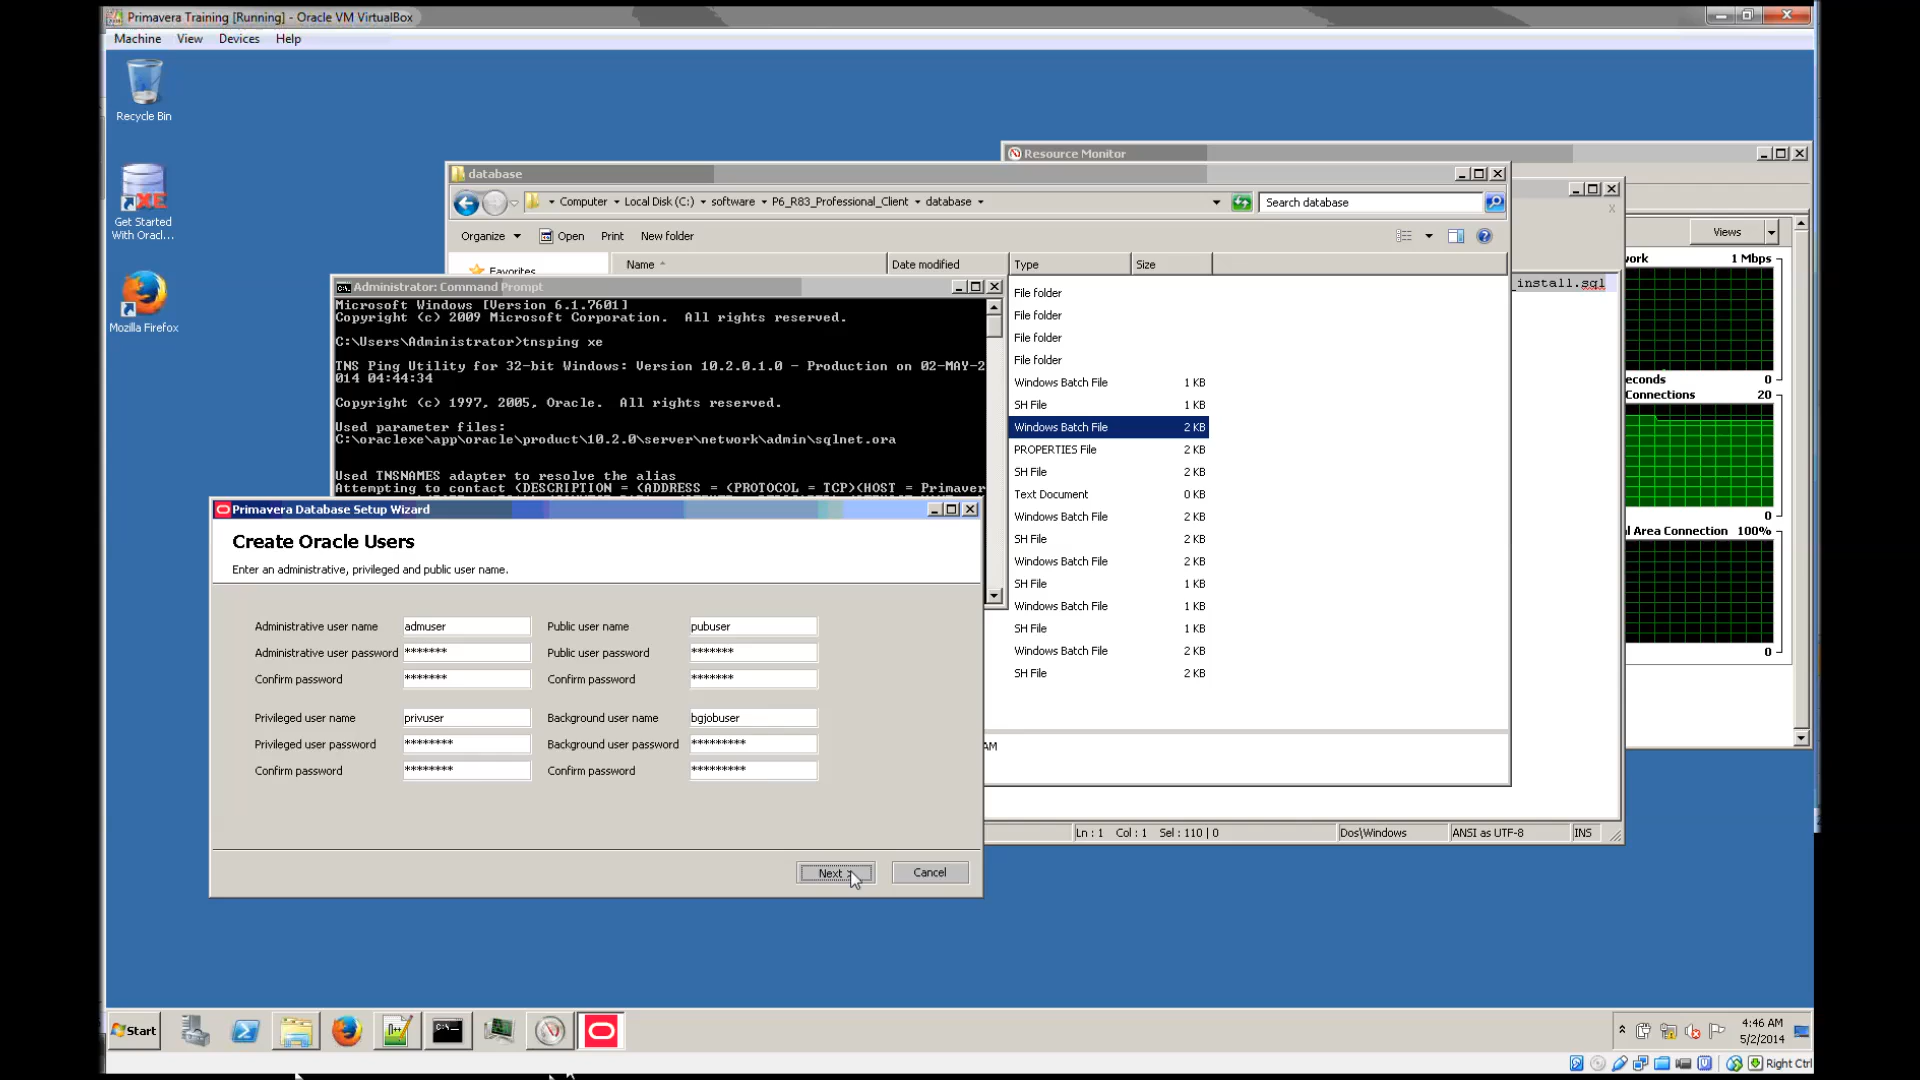 Primavera Training [Running] - Oracle VM VirtualBox
Machine View Devices Help
Recycle Bin
Get Started With Oracl...
Mozilla Firefox
Resource Monitor
Views
1 Mbps
0
20
0
100%
0
database
Computer Local Disk (C:) software P6_R83_Professional_Client database
Search database
Organize Open Print New folder
Favorites
Name Date modified Type Size
File folder
File folder
File folder
File folder
Windows Batch File 1 KB
SH File 1 KB
Windows Batch File 2 KB
PROPERTIES File 2 KB
SH File 2 KB
Text Document 0 KB
Windows Batch File 2 KB
SH File 2 KB
Windows Batch File 2 KB
SH File 1 KB
Windows Batch File 1 KB
SH File 1 KB
Windows Batch File 2 KB
SH File 2 KB
AM
_install.sql
Ln : 1 Col : 1 Sel : 110 | 0 Dos\Windows ANSI as UTF-8 INS
Administrator: Command Prompt
Microsoft Windows [Version 6.1.7601]
Copyright (c) 2009 Microsoft Corporation. All rights reserved.
C:\Users\Administrator>tnsping xe
TNS Ping Utility for 32-bit Windows: Version 10.2.0.1.0 - Production on 02-MAY-2
014 04:44:34
Copyright (c) 1997, 2005, Oracle. All rights reserved.
Used parameter files:
C:\oraclexe\app\oracle\product\10.2.0\server\network\admin\sqlnet.ora
Used TNSNAMES adapter to resolve the alias
Attempting to contact (DESCRIPTION = (ADDRESS = (PROTOCOL = TCP)(HOST = Primaver
Primavera Database Setup Wizard
Create Oracle Users
Enter an administrative, privileged and public user name.
Administrative user name admuser Public user name pubuser
Administrative user password ******* Public user password *******
Confirm password ******* Confirm password *******
Privileged user name privuser Background user name bgjobuser
Privileged user password ******** Background user password *********
Confirm password ******** Confirm password *********
Next > Cancel
Start
4:46 AM
5/2/2014
Right Ctrl